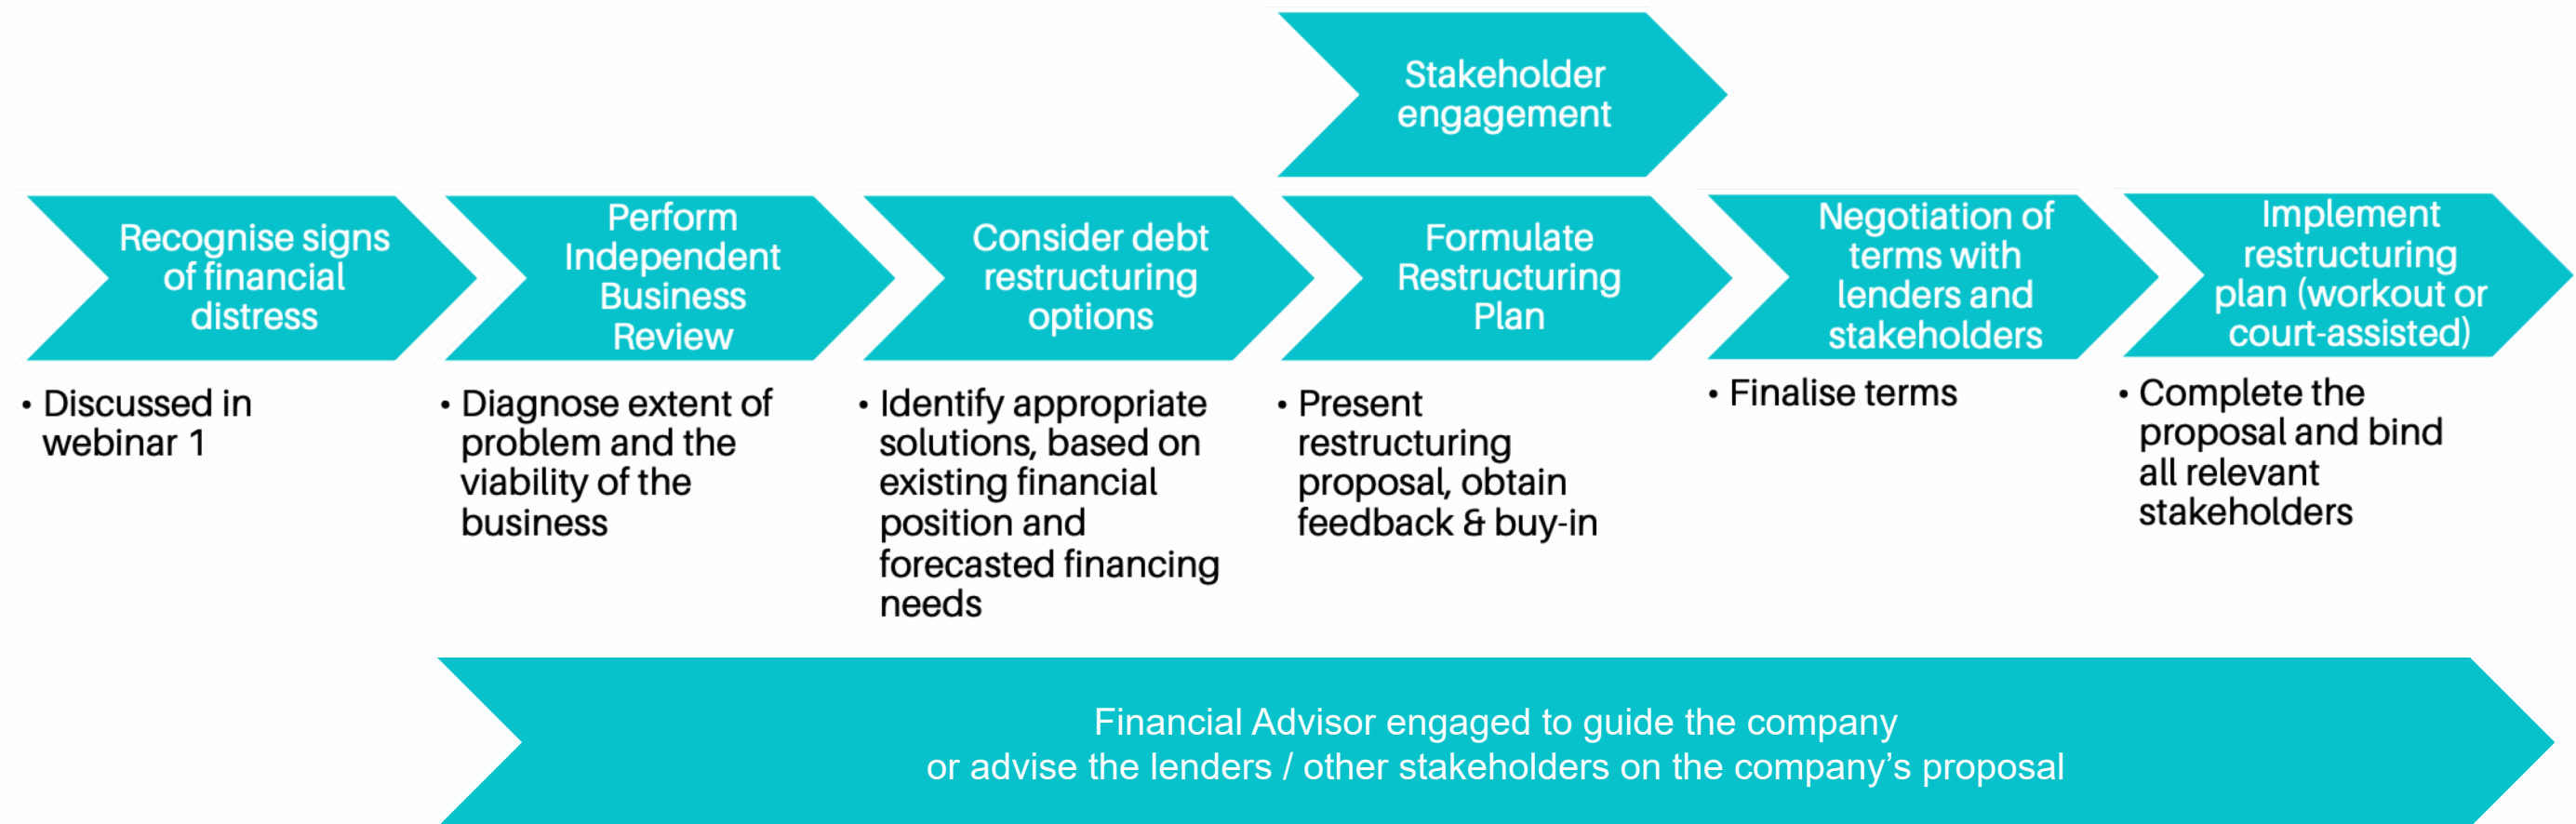 Stakeholder
engagement
Recognise signs
of financial
distress
Perform
Independent
Business
Review
Consider debt
restructuring
options
Formulate
Restructuring
Plan
Negotiation of
terms with
lenders and
stakeholders
Implement
restructuring
plan (workout or
court-assisted)
• Discussed in
webinar 1
• Diagnose extent of
problem and the
viability of the
business
• Identify appropriate
solutions, based on
existing financial
position and
forecasted financing
needs
• Present
restructuring
proposal, obtain
feedback & buy-in
• Finalise terms
• Complete the
proposal and bind
all relevant
stakeholders
Financial Advisor engaged to guide the company
or advise the lenders / other stakeholders on the company’s proposal